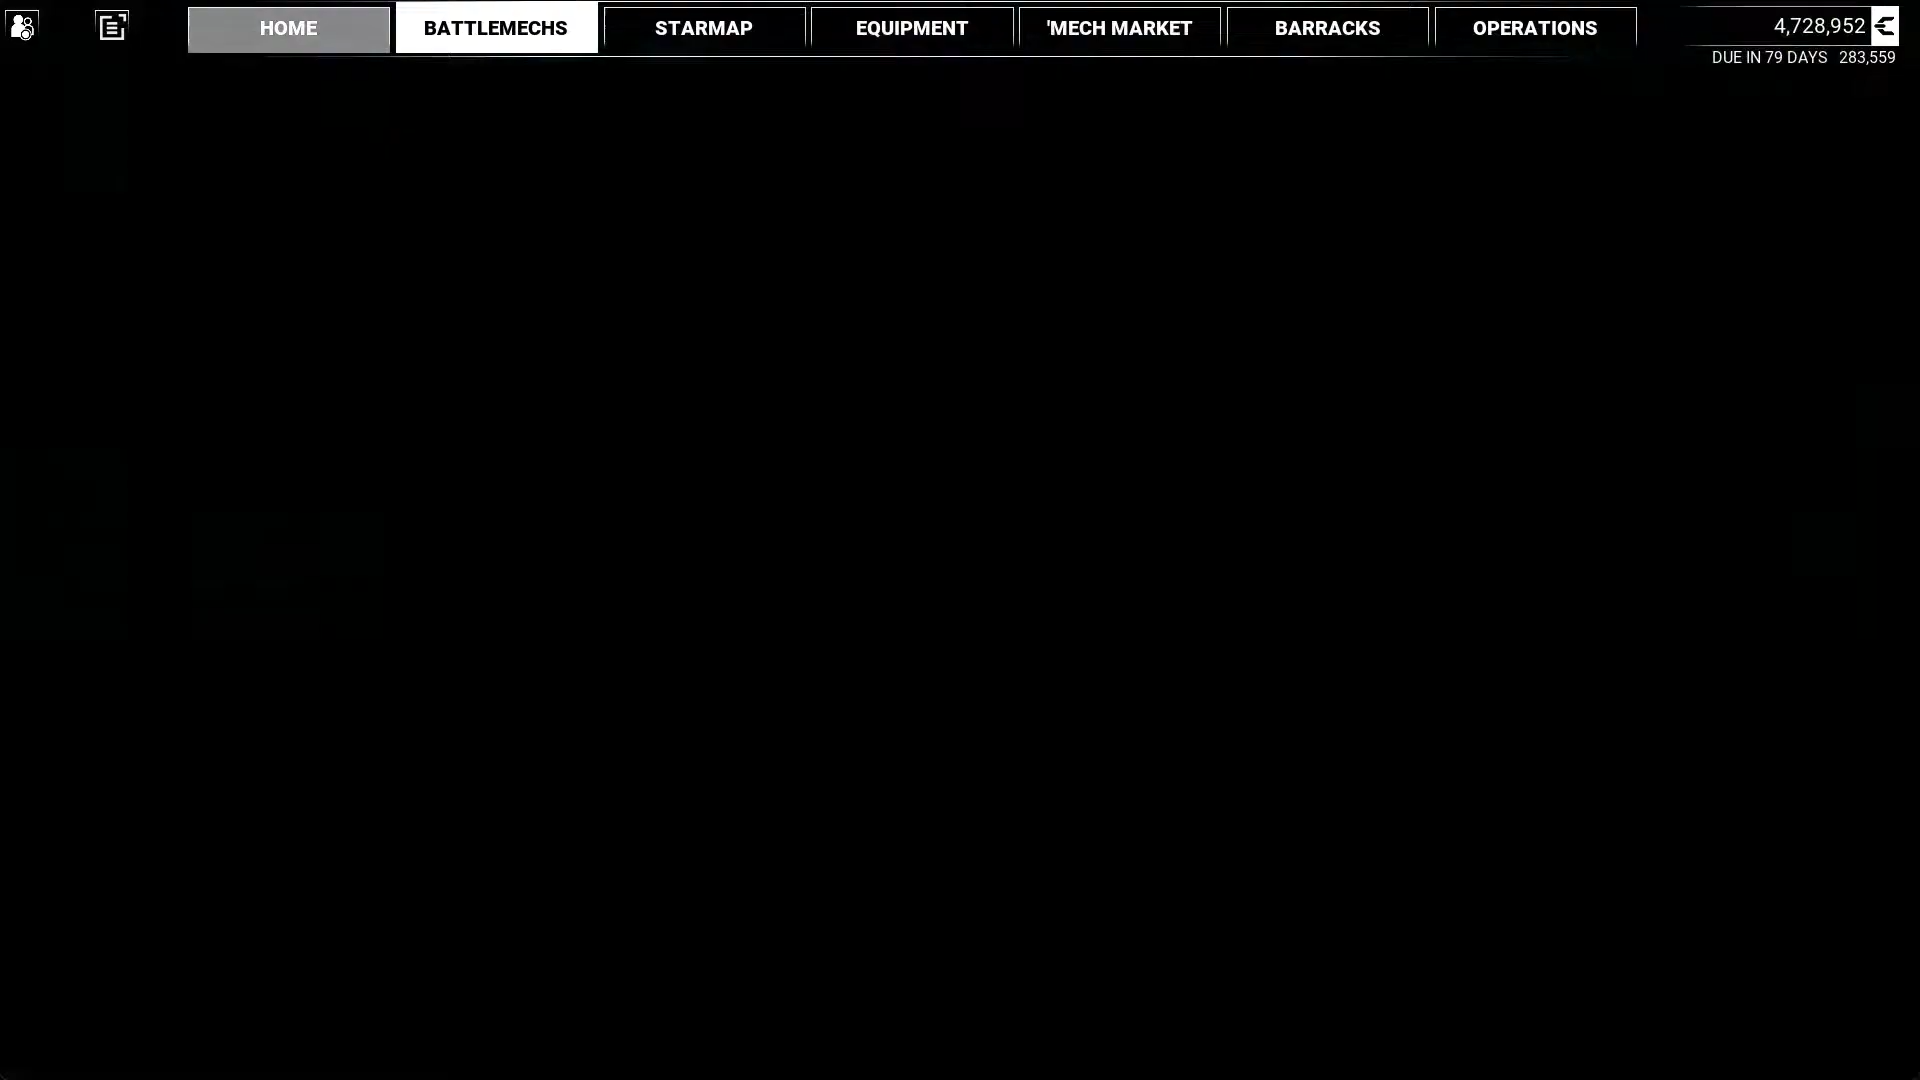 HOME
BATTLEMECHS
STARMAP
EQUIPMENT
'MECH MARKET
BARRACKS
OPERATIONS
4,728,952
DUE IN 79 DAYS 283,559